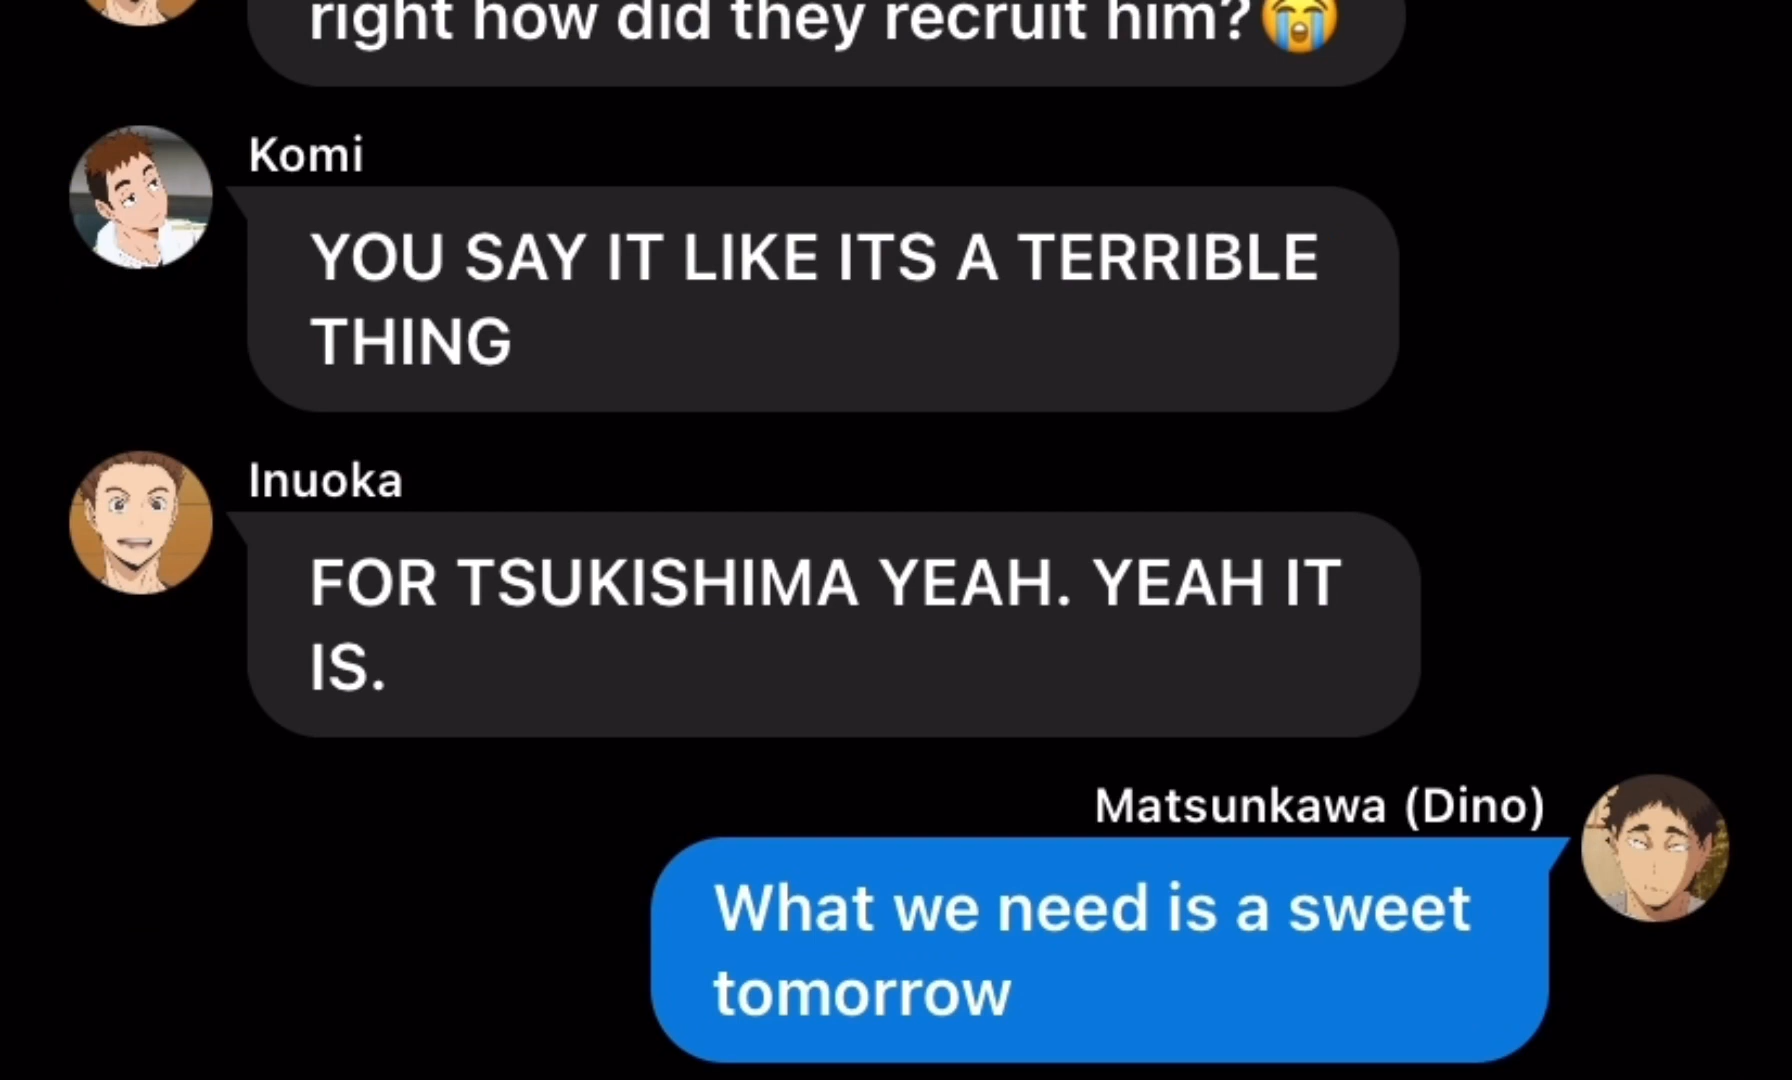 right how did they recruit him?😭
Komi
YOU SAY IT LIKE ITS A TERRIBLE
THING
Inuoka
FOR TSUKISHIMA YEAH. YEAH IT
IS.
Matsunkawa (Dino)
What we need is a sweet
tomorrow